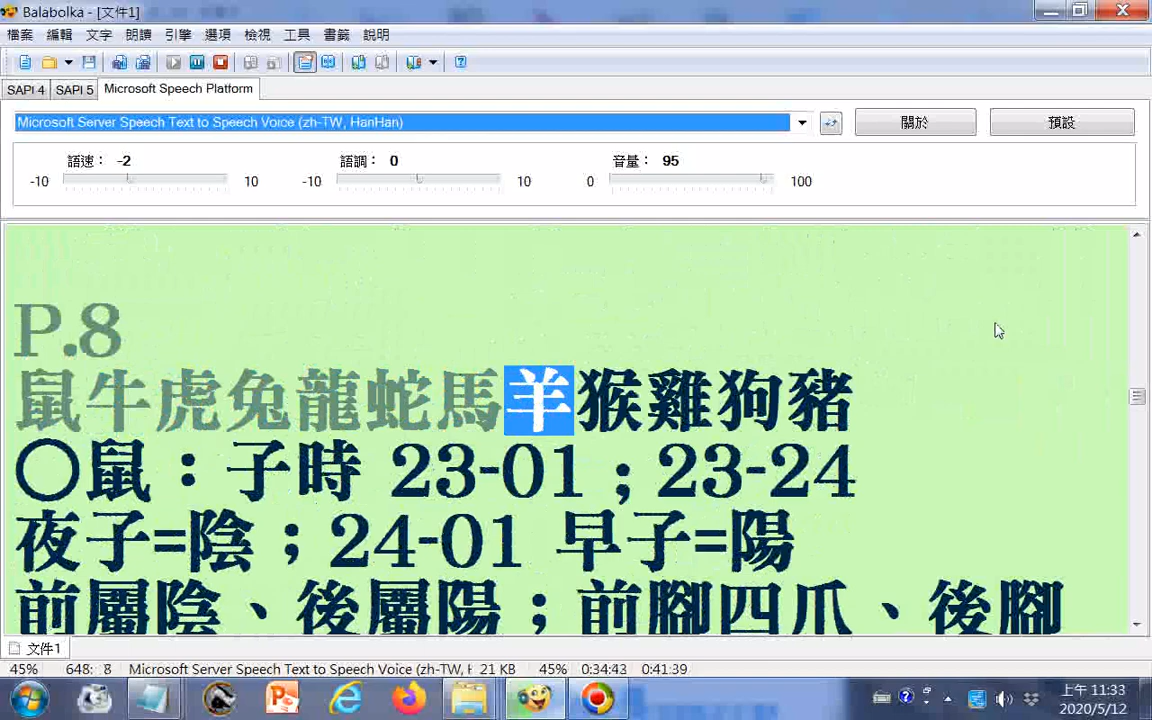 Balabolka - [文件1]
檔案 編輯 文字 朗讀 引擎 選項 檢視 工具 書籤 說明
SAPI 4 SAPI 5 Microsoft Speech Platform
Microsoft Server Speech Text to Speech Voice (zh-TW, HanHan) 關於 預設
語速： -2 語調： 0 音量： 95
-10 10 -10 10 0 100
P.8
鼠牛虎兔龍蛇馬羊猴雞狗豬
〇鼠：子時 23-01；23-24
夜子=陰；24-01 早子=陽
前屬陰、後屬陽；前腳四爪、後腳
文件1
45% 648: 8 Microsoft Server Speech Text to Speech Voice (zh-TW, H 21 KB 45% 0:34:43 0:41:39
上午 11:33
2020/5/12